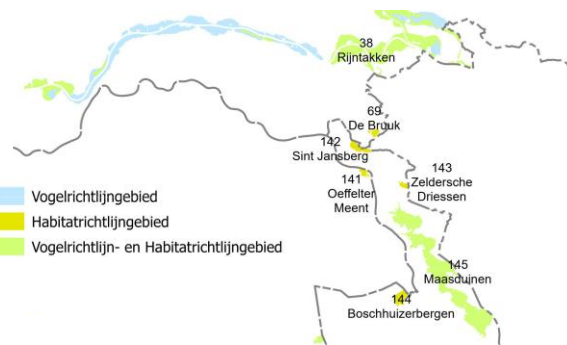 38
Rijntakken
69
De Bruuk
142
Sint Jansberg
141
Oeffelter
Meent
143
Zeldersche
Driessen
Vogelrichtlijngebied
Habitatrichtlijngebied
Vogelrichtlijn- en Habitatrichtlijngebied
145
Maasduinen
144
Boschhuizerbergen